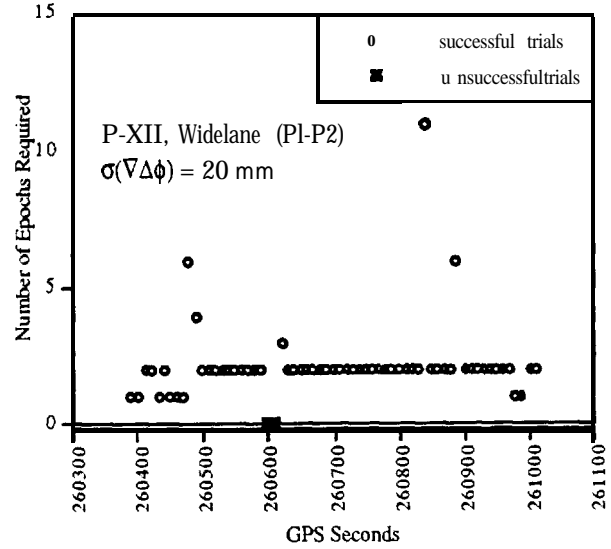 15
o successful trials
u nsuccessfultrials
P-XII, Widelane (Pl-P2)
σ(∇Δϕ) = 20 mm
10
5
0
Number of Epochs Required
260300
260400
260500
260600
260700
260800
260900
261000
261100
GPS Seconds